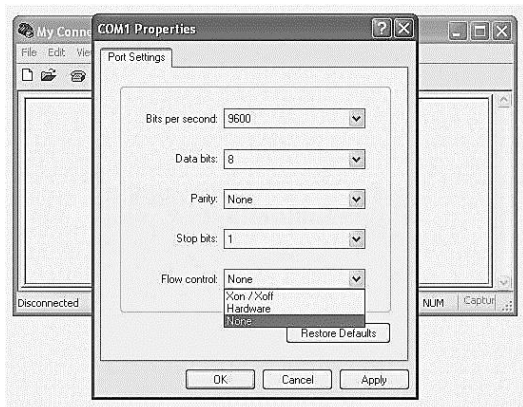 My Conne
COM1 Properties
File Edit Vie
Port Settings
Bits per second: 9600
Data bits: 8
Parity: None
Stop bits: 1
Flow control: None
Xon / Xoff
Hardware
None
Restore Defaults
Disconnected
NUM
Captur
OK
Cancel
Apply